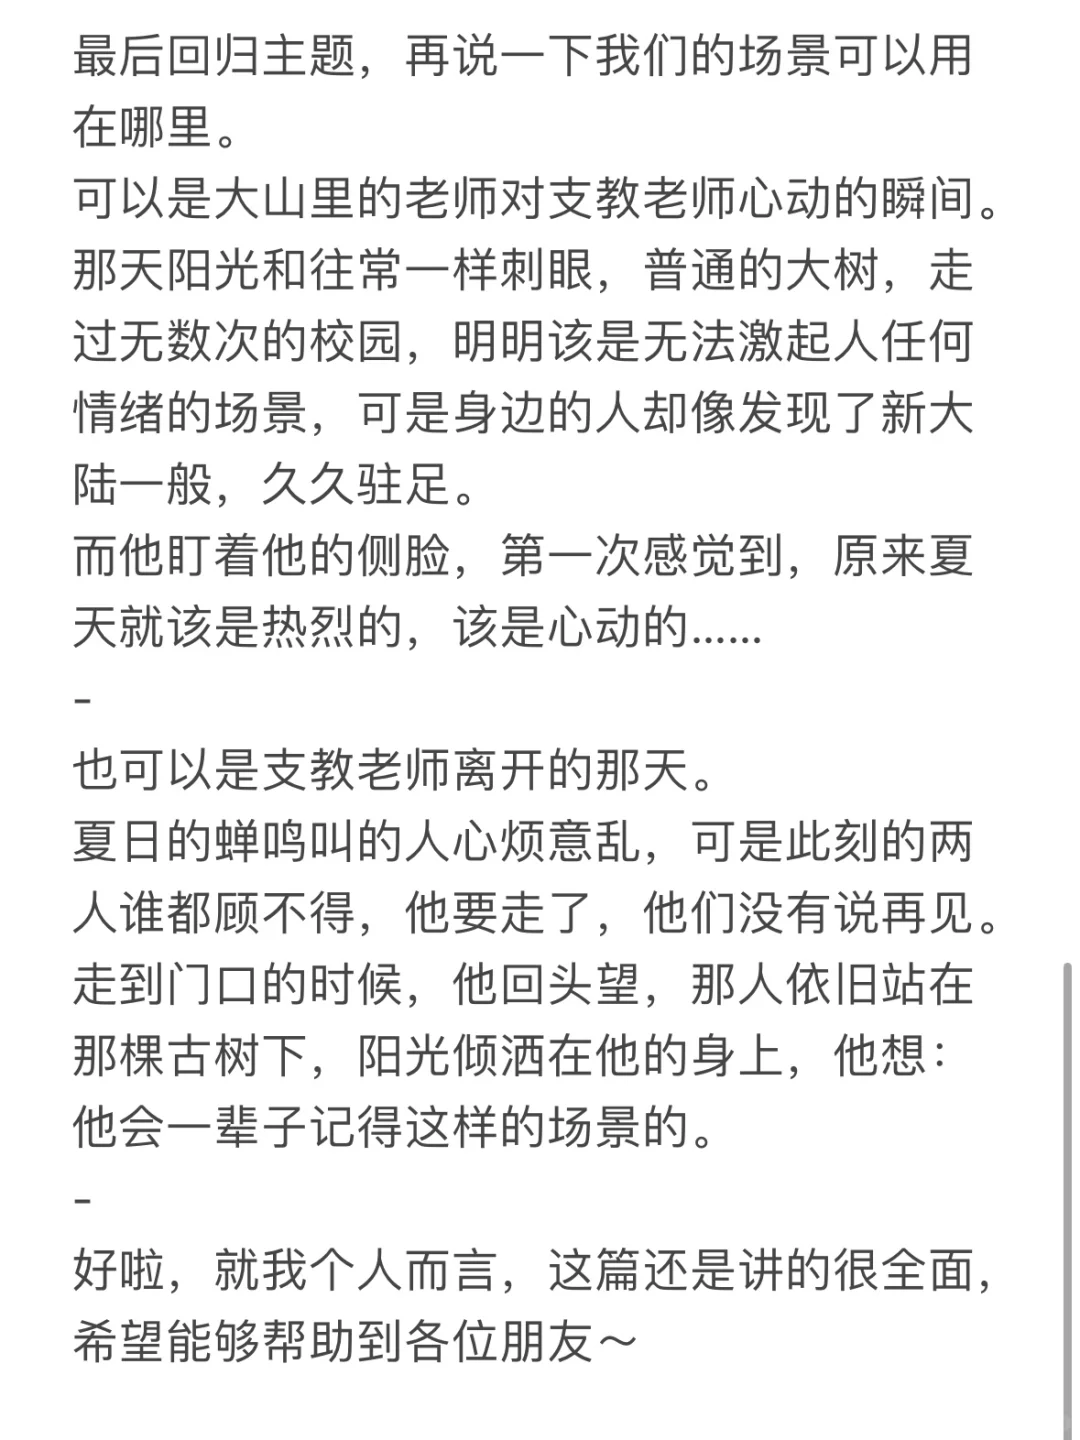 最后回归主题，再说一下我们的场景可以用
在哪里。
可以是大山里的老师对支教老师心动的瞬间。
那天阳光和往常一样刺眼，普通的大树，走
过无数次的校园，明明该是无法激起人任何
情绪的场景，可是身边的人却像发现了新大
陆一般，久久驻足。
而他盯着他的侧脸，第一次感觉到，原来夏
天就该是热烈的，该是心动的……
-
也可以是支教老师离开的那天。
夏日的蝉鸣叫的人心烦意乱，可是此刻的两
人谁都顾不得，他要走了，他们没有说再见。
走到门口的时候，他回头望，那人依旧站在
那棵古树下，阳光倾洒在他的身上，他想：
他会一辈子记得这样的场景的。
-
好啦，就我个人而言，这篇还是讲的很全面，
希望能够帮助到各位朋友～